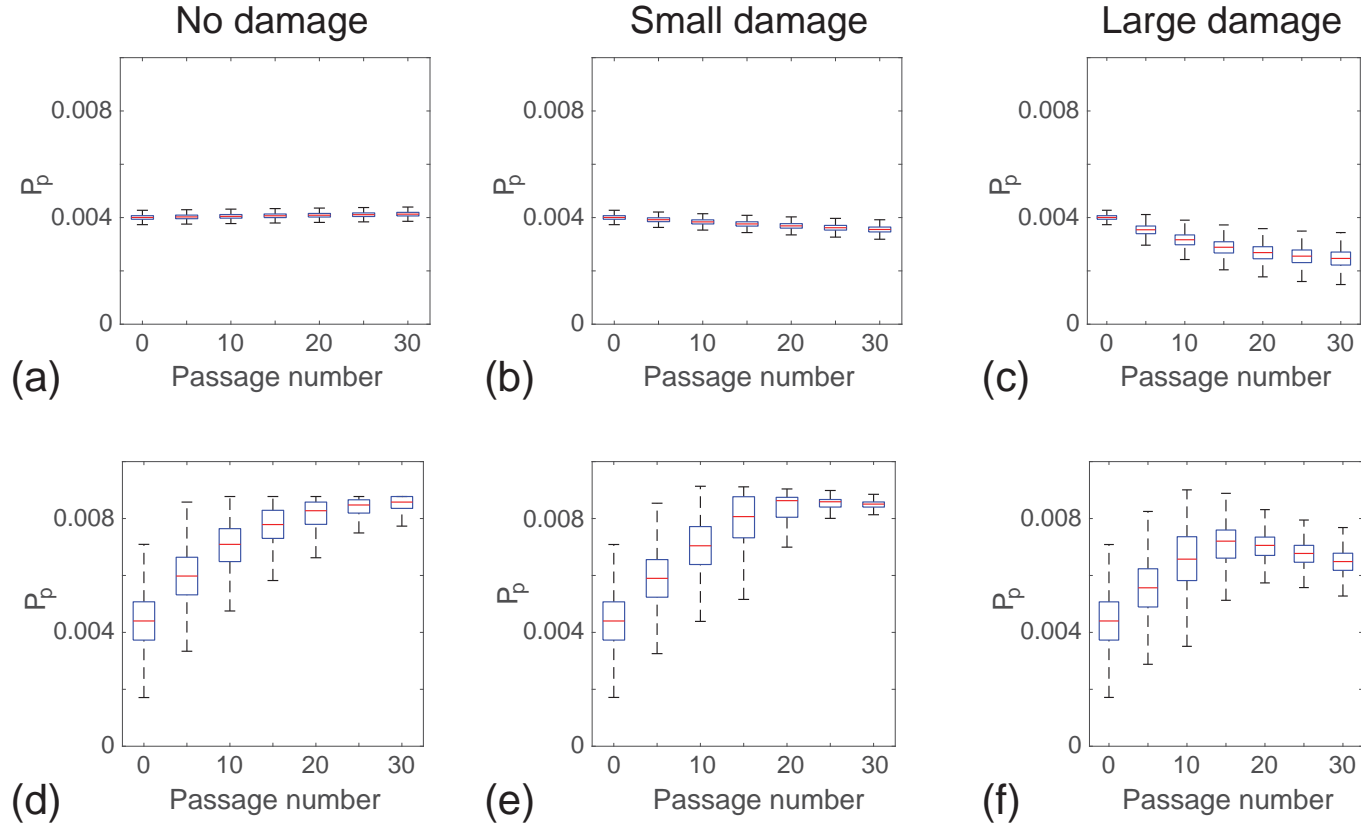 No damage
Small damage
Large damage
0.008
0.004
0
P_p
0 10 20 30
Passage number
(a)
0.008
0.004
0
P_p
0 10 20 30
Passage number
(b)
0.008
0.004
0
P_p
0 10 20 30
Passage number
(c)
0.008
0.004
0
P_p
0 10 20 30
Passage number
(d)
0.008
0.004
0
P_p
0 10 20 30
Passage number
(e)
0.008
0.004
0
P_p
0 10 20 30
Passage number
(f)